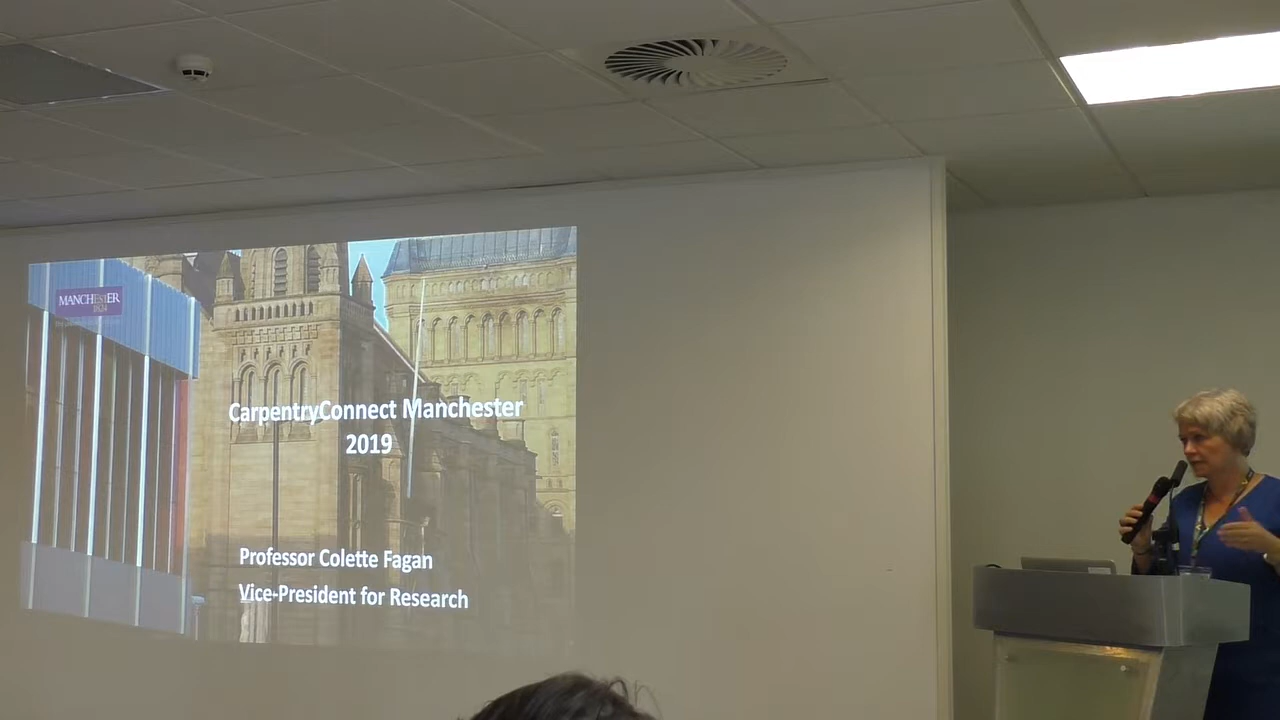 MANCHESTER
1824
CarpentryConnect Manchester
2019
Professor Colette Fagan
Vice-President for Research